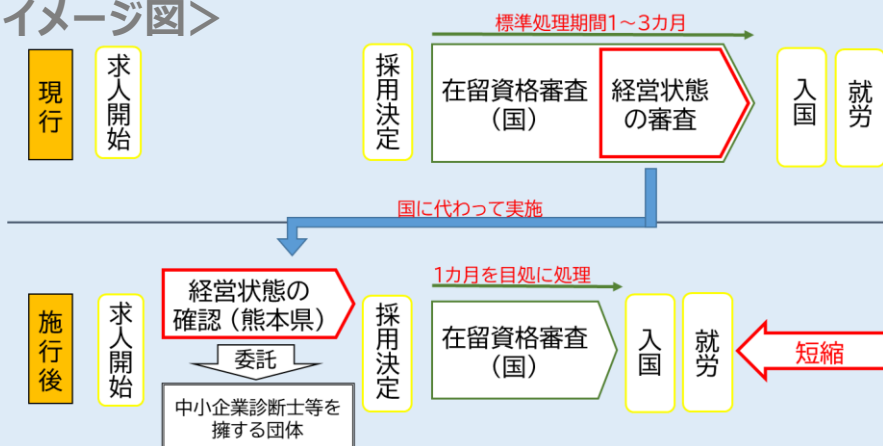 イメージ図＞
標準処理期間1～3カ月
現行
求人開始
採用決定
在留資格審査
（国）
経営状態
の審査
入国
就労
国に代わって実施
1カ月を目処に処理
施行後
求人開始
経営状態の
確認（熊本県）
採用決定
在留資格審査
（国）
入国
就労
短縮
委託
中小企業診断士等を
擁する団体